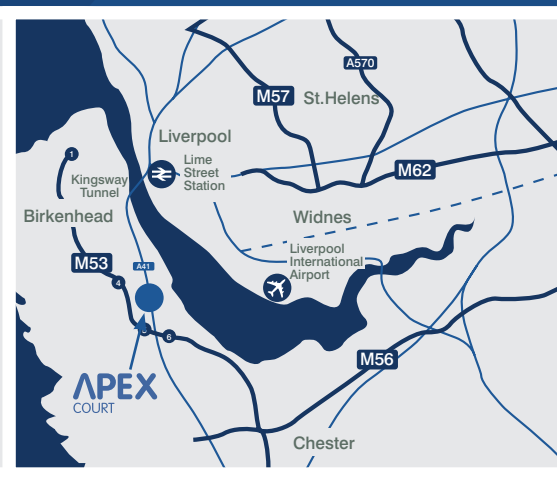 A570
M57
St.Helens
Liverpool
1
Lime
Street
Station
M62
Kingsway
Tunnel
Birkenhead
Widnes
Liverpool
International
Airport
M53
A41
4
6
M56
APEX
COURT
Chester